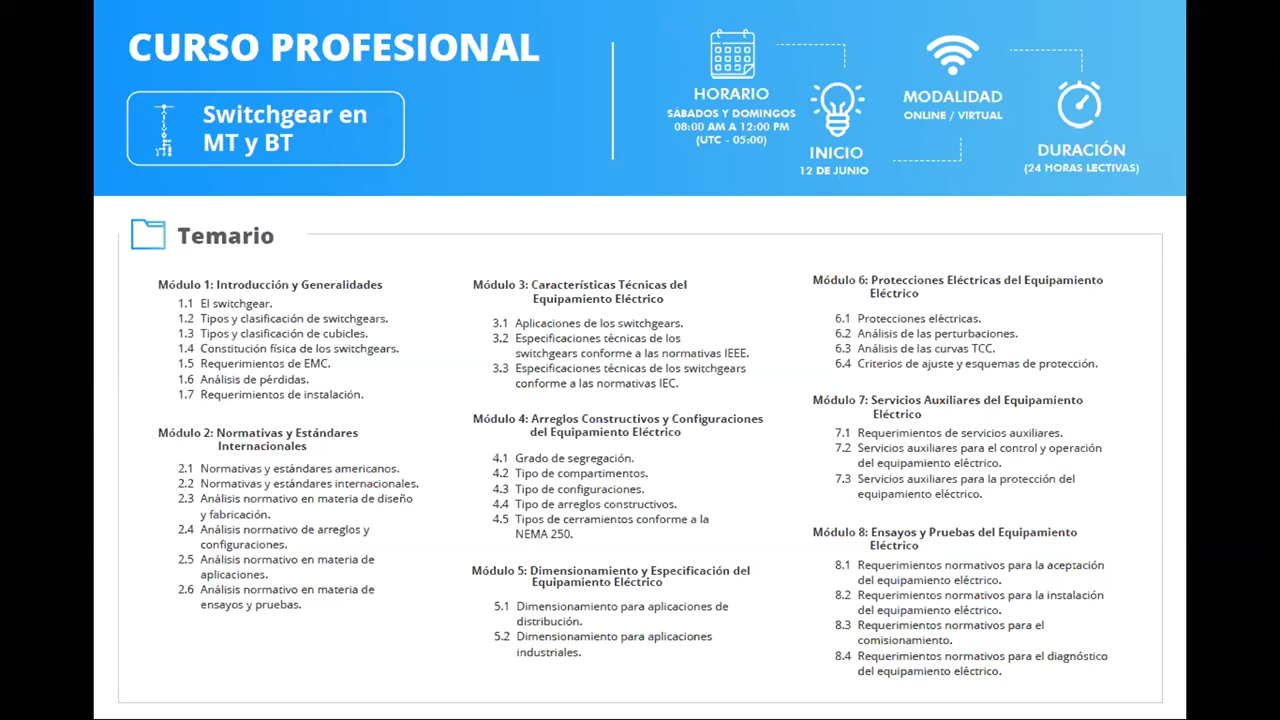 CURSO PROFESIONAL
Switchgear en
MT y BT
HORARIO
SÁBADOS Y DOMINGOS
08:00 AM A 12:00 PM
(UTC - 05:00)
INICIO
12 DE JUNIO
MODALIDAD
ONLINE / VIRTUAL
DURACIÓN
(24 HORAS LECTIVAS)
Temario
Módulo 1: Introducción y Generalidades
1.1 El switchgear.
1.2 Tipos y clasificación de switchgears.
1.3 Tipos y clasificación de cubicles.
1.4 Constitución física de los switchgears.
1.5 Requerimientos de EMC.
1.6 Análisis de pérdidas.
1.7 Requerimientos de instalación.
Módulo 2: Normativas y Estándares
Internacionales
2.1 Normativas y estándares americanos.
2.2 Normativas y estándares internacionales.
2.3 Análisis normativo en materia de diseño
y fabricación.
2.4 Análisis normativo de arreglos y
configuraciones.
2.5 Análisis normativo en materia de
aplicaciones.
2.6 Análisis normativo en materia de
ensayos y pruebas.
Módulo 3: Características Técnicas del
Equipamiento Eléctrico
3.1 Aplicaciones de los switchgears.
3.2 Especificaciones técnicas de los
switchgears conforme a las normativas IEEE.
3.3 Especificaciones técnicas de los switchgears
conforme a las normativas IEC.
Módulo 4: Arreglos Constructivos y Configuraciones
del Equipamiento Eléctrico
4.1 Grado de segregación.
4.2 Tipo de compartimentos.
4.3 Tipo de configuraciones.
4.4 Tipo de arreglos constructivos.
4.5 Tipos de cerramientos conforme a la
NEMA 250.
Módulo 5: Dimensionamiento y Especificación del
Equipamiento Eléctrico
5.1 Dimensionamiento para aplicaciones de
distribución.
5.2 Dimensionamiento para aplicaciones
industriales.
Módulo 6: Protecciones Eléctricas del Equipamiento
Eléctrico
6.1 Protecciones eléctricas.
6.2 Análisis de las perturbaciones.
6.3 Análisis de las curvas TCC.
6.4 Criterios de ajuste y esquemas de protección.
Módulo 7: Servicios Auxiliares del Equipamiento
Eléctrico
7.1 Requerimientos de servicios auxiliares.
7.2 Servicios auxiliares para el control y operación
del equipamiento eléctrico.
7.3 Servicios auxiliares para la protección del
equipamiento eléctrico.
Módulo 8: Ensayos y Pruebas del Equipamiento
Eléctrico
8.1 Requerimientos normativos para la aceptación
del equipamiento eléctrico.
8.2 Requerimientos normativos para la instalación
del equipamiento eléctrico.
8.3 Requerimientos normativos para el
comisionamiento.
8.4 Requerimientos normativos para el diagnóstico
del equipamiento eléctrico.